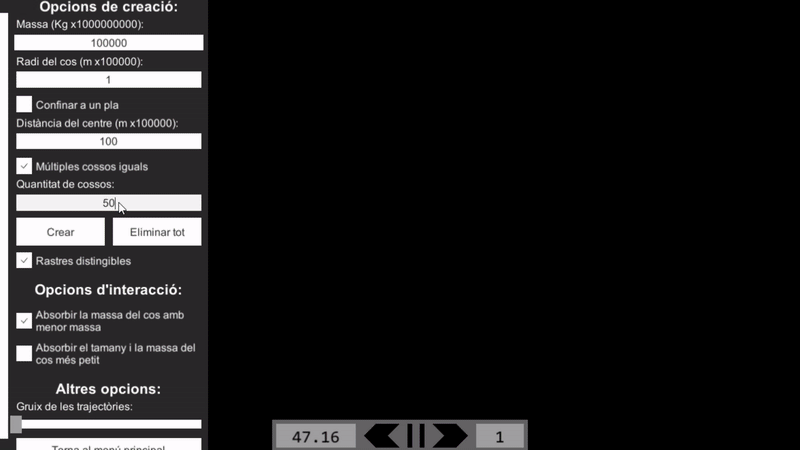 Opcions de creació:
Massa (Kg x1000000000):
100000
Radi del cos (m x100000):
1
Confinar a un pla
Distància del centre (m x100000):
100
Múltiples cossos iguals
Quantitat de cossos:
50
Crear
Eliminar tot
Rastres distingibles
Opcions d'interacció:
Absorbir la massa del cos amb
menor massa
Absorbir el tamany i la massa del
cos més petit
Altres opcions:
Gruix de les trajectòries:
Torna al menú principal
47.16
1